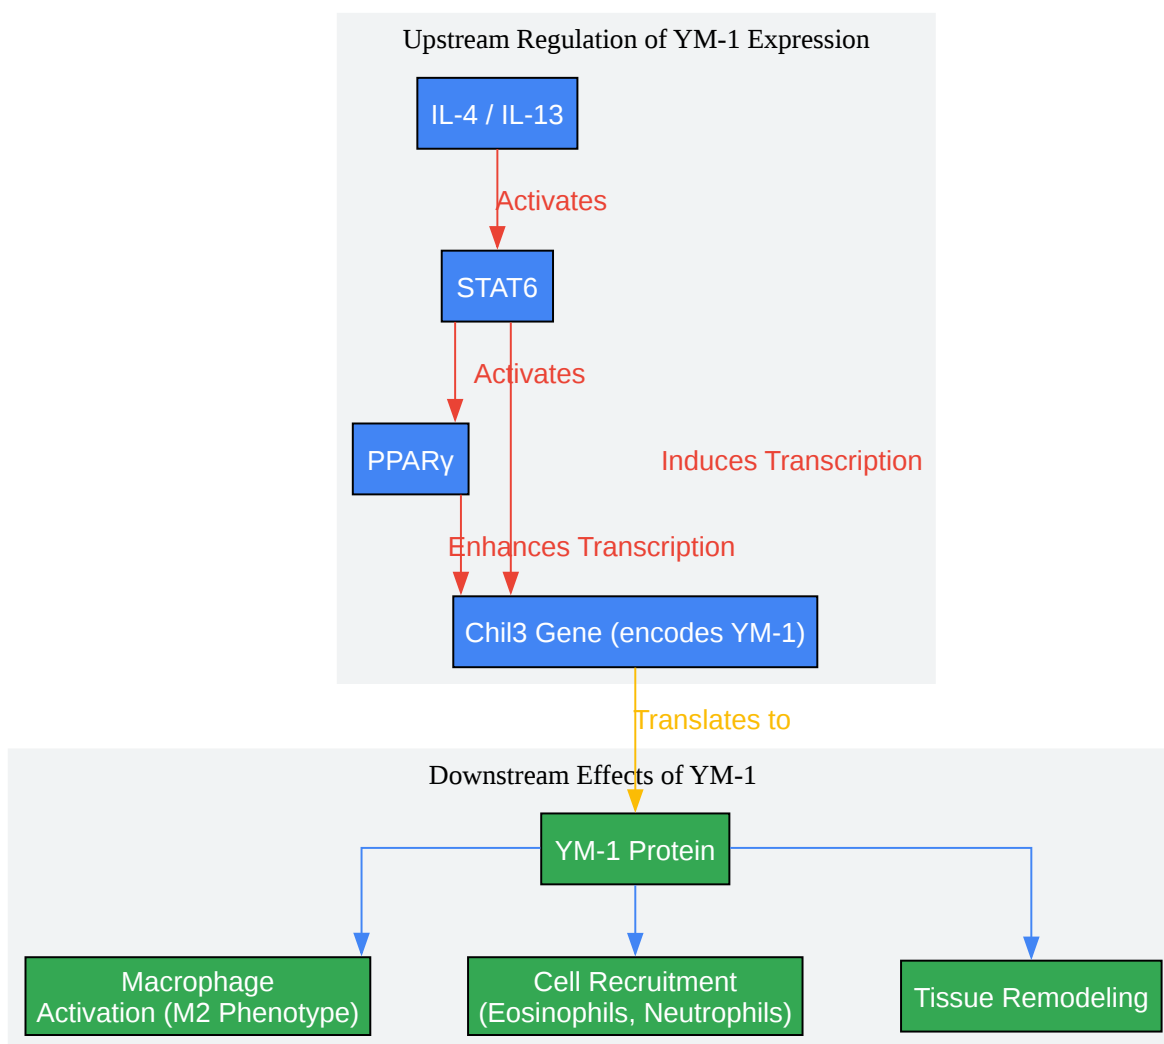 Upstream Regulation of YM-1 Expression
IL-4 / IL-13
Activates
STAT6
Activates
PPARγ
Induces Transcription
Enhances Transcription
Chil3 Gene (encodes YM-1)
Translates to
Downstream Effects of YM-1
YM-1 Protein
Macrophage
Activation (M2 Phenotype)
Cell Recruitment
(Eosinophils, Neutrophils)
Tissue Remodeling